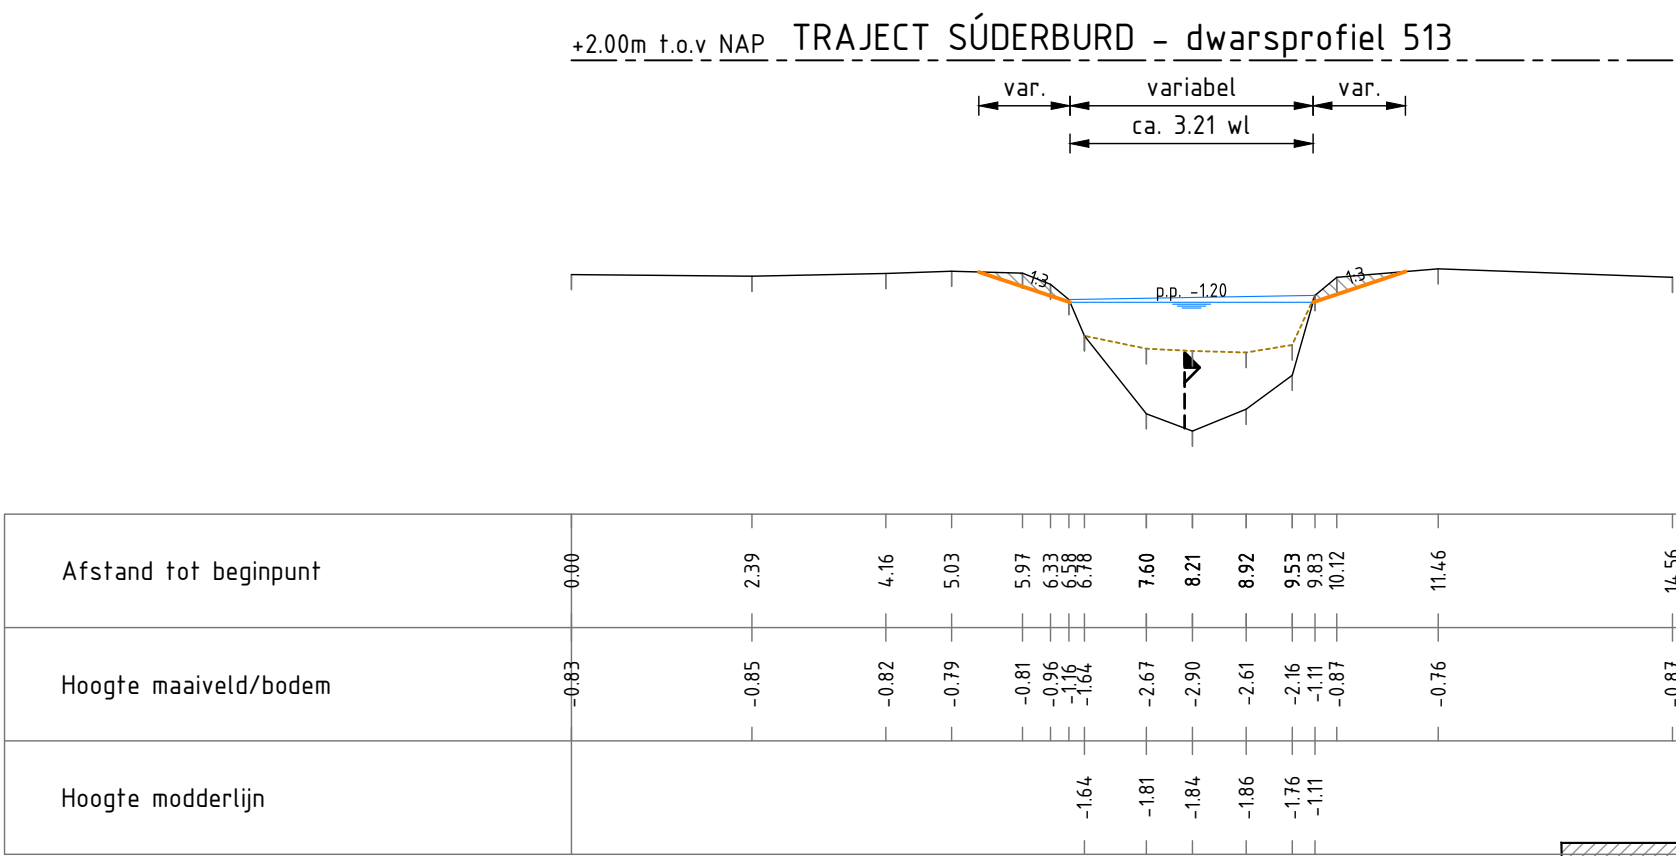 +2.00m t.o.v NAP TRAJECT SÚDERBURD - dwarsprofiel 513
var. variabel var.
ca. 3.21 wl
1:3 p.p. -1.20 1:3
Afstand tot beginpunt 0.00 2.39 4.16 5.03 5.97 6.33 6.58 6.78 7.60 8.21 8.92 9.53 9.83 10.12 11.46 14.56
Hoogte maaiveld/bodem -0.83 -0.85 -0.82 -0.79 -0.81 -0.96 -1.16 -1.64 -2.67 -2.90 -2.61 -2.16 -1.11 -0.87 -0.76 -0.87
Hoogte modderlijn -1.64 -1.81 -1.84 -1.86 -1.76 -1.11